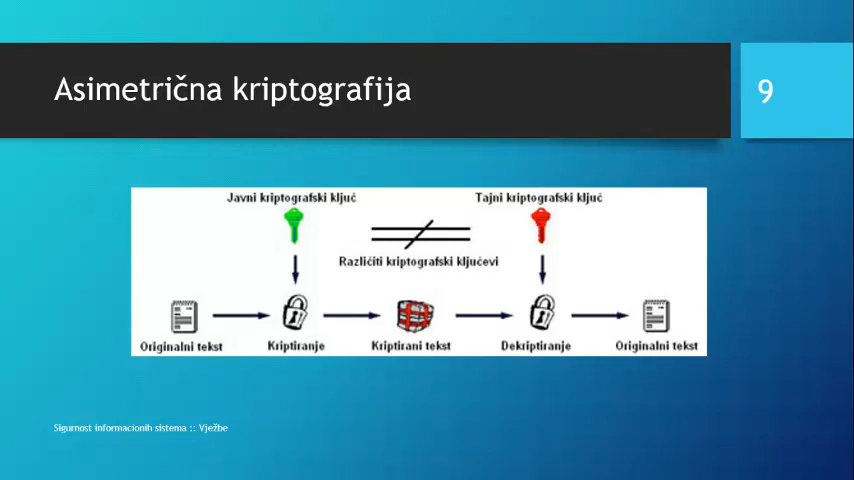 Asimetrična kriptografija
9
Javni kriptografski ključ
Tajni kriptografski ključ
Različiti kriptografski ključevi
Originalni tekst
Kriptiranje
Kriptirani tekst
Dekriptiranje
Originalni tekst
Sigurnost informacionih sistema :: Vježbe